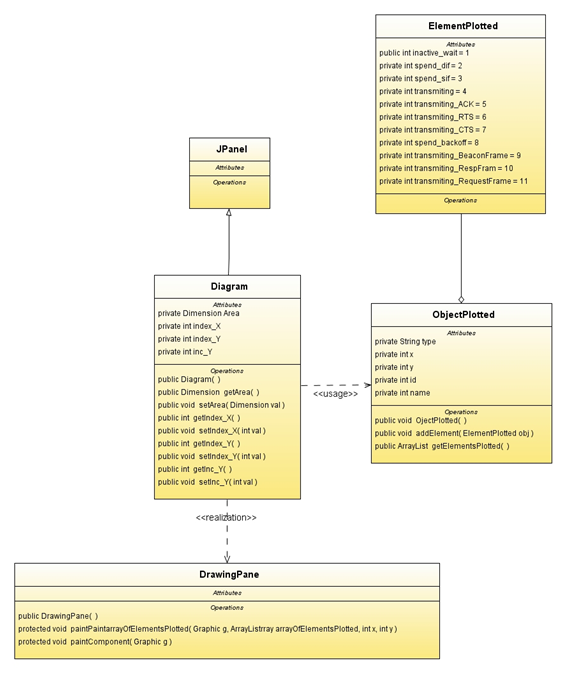 ElementPlotted
Attributes
public int inactive_wait = 1
private int spend_dif = 2
private int spend_sif = 3
private int transmiting = 4
private int transmiting_ACK = 5
private int transmiting_RTS = 6
private int transmiting_CTS = 7
private int spend_backoff = 8
private int transmiting_BeaconFrame = 9
private int transmiting_RespFram = 10
private int transmiting_RequestFrame = 11
Operations
JPanel
Attributes
Operations
Diagram
Attributes
private Dimension Area
private int index_X
private int index_Y
private int inc_Y
Operations
public Diagram( )
public Dimension getArea( )
public void setArea( Dimension val )
public int getIndex_X( )
public void setIndex_X( int val )
public int getIndex_Y( )
public void setIndex_Y( int val )
public int getInc_Y( )
public void setInc_Y( int val )
<<usage>>
ObjectPlotted
Attributes
private String type
private int x
private int y
private int id
private int name
Operations
public void OjectPlotted( )
public void addElement( ElementPlotted obj )
public ArrayList getElementsPlotted( )
<<realization>>
DrawingPane
Attributes
Operations
public DrawingPane( )
protected void paintPaintarrayOfElementsPlotted( Graphic g, ArrayListrray arrayOfElementsPlotted, int x, int y )
protected void paintComponent( Graphic g )